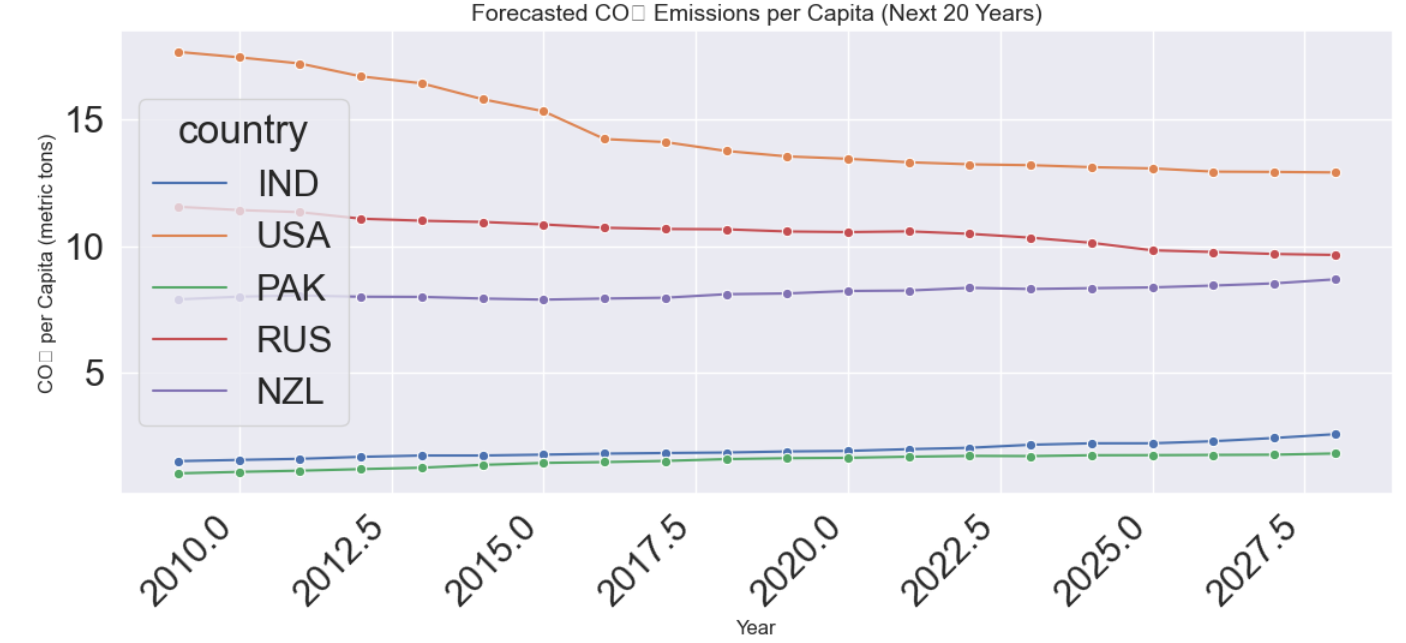 Forecasted CO□ Emissions per Capita (Next 20 Years)
CO□ per Capita (metric tons)
15
10
5
country
IND
USA
PAK
RUS
NZL
2010.0 2012.5 2015.0 2017.5 2020.0 2022.5 2025.0 2027.5
Year